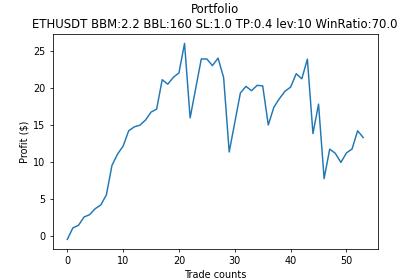 Portfolio
ETHUSDT BBM:2.2 BBL:160 SL:1.0 TP:0.4 lev:10 WinRatio:70.0
25
20
15
10
5
0
Profit ($)
0 10 20 30 40 50
Trade counts